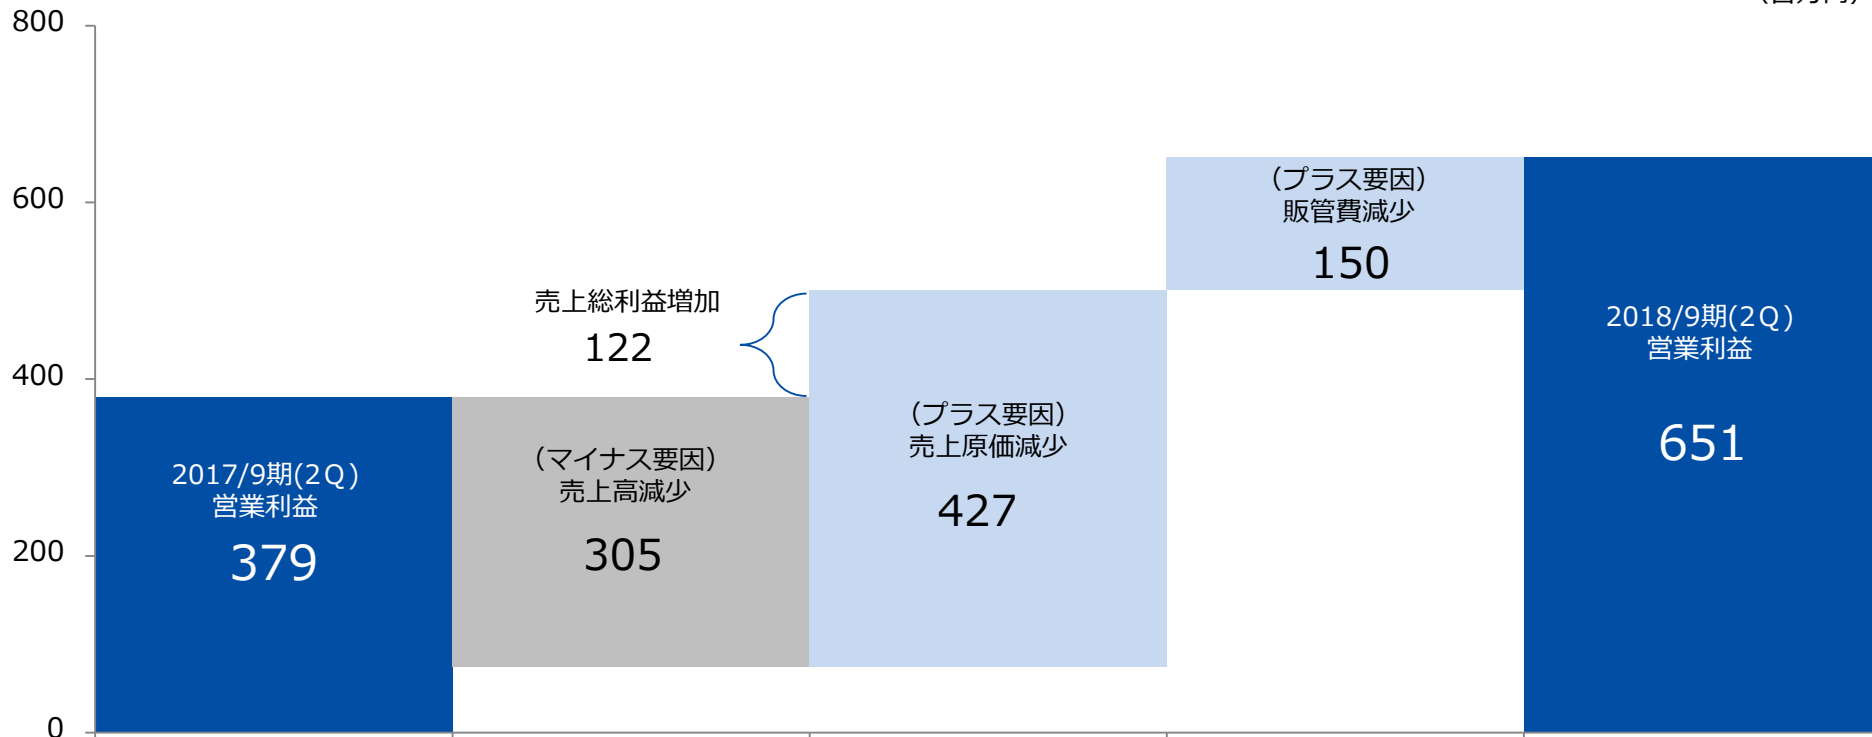 800
600
400
200
0
2017/9期(2Q)
営業利益
379
（マイナス要因）
売上高減少
305
売上総利益増加
122
（プラス要因）
売上原価減少
427
（プラス要因）
販管費減少
150
2018/9期(2Q)
営業利益
651